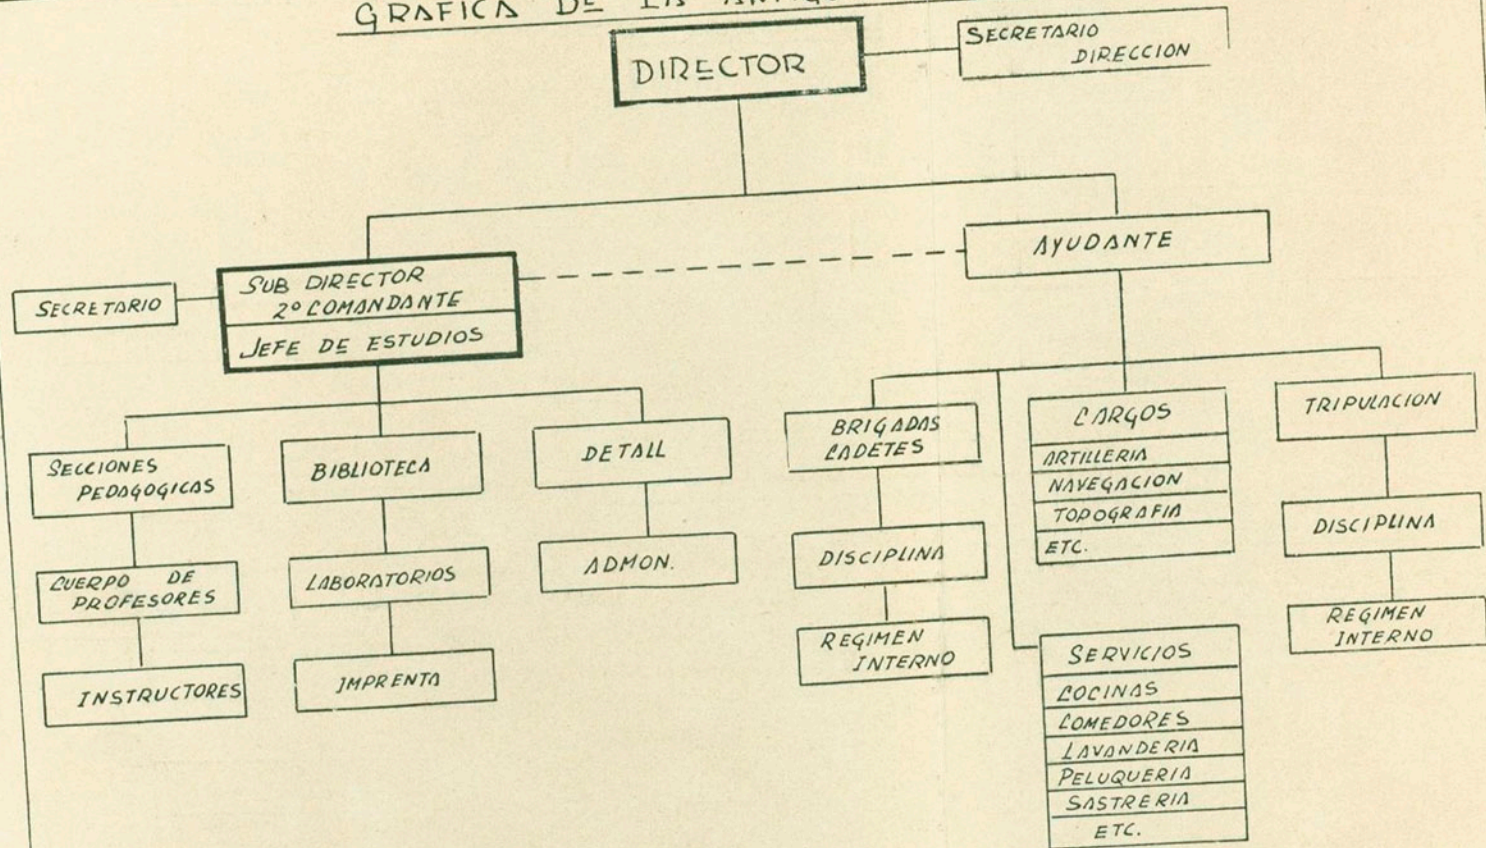 GRAFICA DE LA
DIRECTOR
SECRETARIO
DIRECCION
AYUDANTE
SECRETARIO
SUB DIRECTOR
2º COMANDANTE
JEFE DE ESTUDIOS
SECCIONES
PEDAGOGICAS
BIBLIOTECA
DETALL
BRIGADAS
CADETES
CARGOS
ARTILLERIA
NAVEGACION
TOPOGRAFIA
ETC.
TRIPULACION
CUERPO DE
PROFESORES
LABORATORIOS
ADMON.
DISCIPLINA
DISCIPLINA
INSTRUCTORES
IMPRENTA
REGIMEN
INTERNO
SERVICIOS
COCINAS
COMEDORES
LAVANDERIA
PELUQUERIA
SASTRERIA
ETC.
REGIMEN
INTERNO